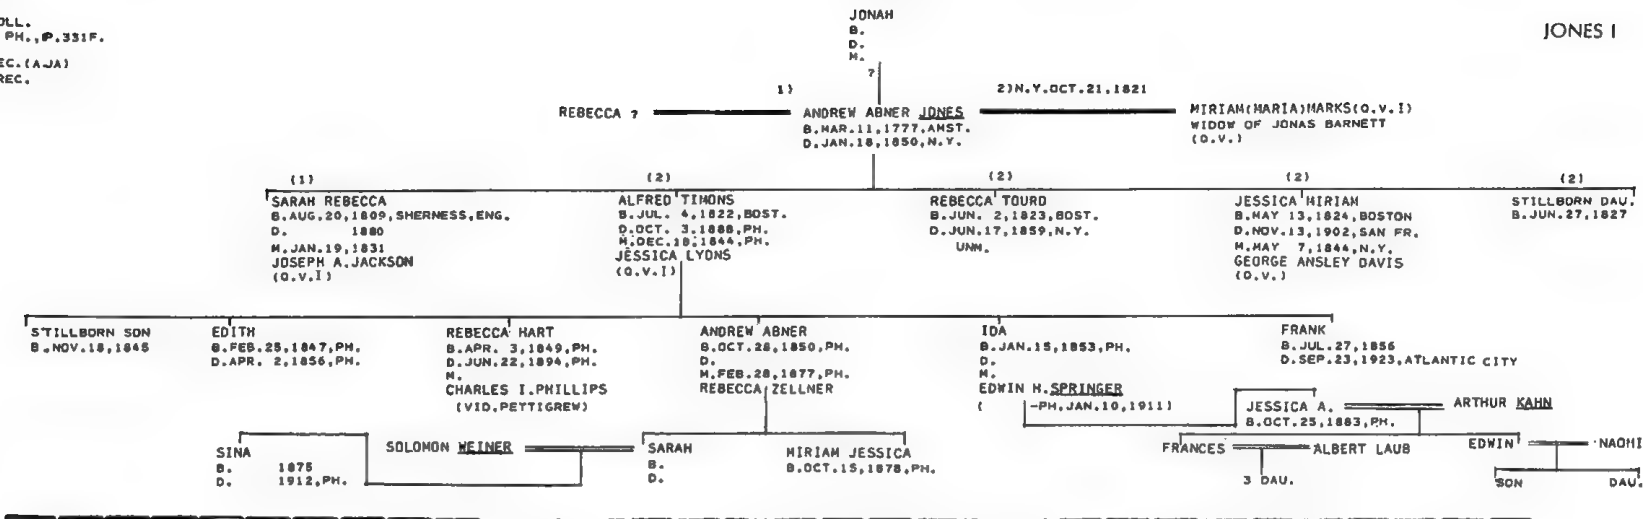 OLL.
PH.,P.331F.
EC.(AJA)
REC.
JONES I
JONAH
B.
D.
M.
?
1)
2)N.Y.OCT.21,1821
REBECCA ?
ANDREW ABNER JONES
B.MAR.11,1777,AMST.
D.JAN.18,1850,N.Y.
MIRIAM(MARIA)MARKS(Q.V.I)
WIDOW OF JONAS BARNETT
(Q.V.)
(1)
SARAH REBECCA
B.AUG.20,1809,SHERNESS,ENG.
D. 1880
M.JAN.19,1831
JOSEPH A.JACKSON
(Q.V.I)
(2)
ALFRED TIMONS
B.JUL. 4,1822,BOST.
D.OCT. 3,1888,PH.
M.DEC.18,1844,PH.
JESSICA LYONS
(Q.V.I)
(2)
REBECCA TOURO
B.JUN. 2,1823,BOST.
D.JUN.17,1859,N.Y.
UNM.
(2)
JESSICA MIRIAM
B.MAY 13,1824,BOSTON
D.NOV.13,1902,SAN FR.
M.MAY 7,1844,N.Y.
GEORGE ANSLEY DAVIS
(Q.V.)
(2)
STILLBORN DAU.
B.JUN.27,1827
STILLBORN SON
B.NOV.18,1845
EDITH
B.FEB.25,1847,PH.
D.APR. 2,1856,PH.
REBECCA HART
B.APR. 3,1849,PH.
D.JUN.22,1894,PH.
M.
CHARLES I.PHILLIPS
(VID.PETTIGREW)
ANDREW ABNER
B.OCT.28,1850,PH.
D.
M.FEB.28,1877,PH.
REBECCA ZELLNER
IDA
B.JAN.15,1853,PH.
D.
M.
EDWIN H.SPRINGER
( -PH.JAN.10,1911)
FRANK
B.JUL.27,1856
D.SEP.23,1923,ATLANTIC CITY
JESSICA A.
B.OCT.25,1883,PH.
ARTHUR KAHN
SINA
B. 1875
D. 1912,PH.
SOLOMON WEINER
SARAH
B.
D.
MIRIAM JESSICA
B.OCT.15,1878,PH.
FRANCES
ALBERT LAUB
3 DAU.
EDWIN
NAOMI
SON
DAU.